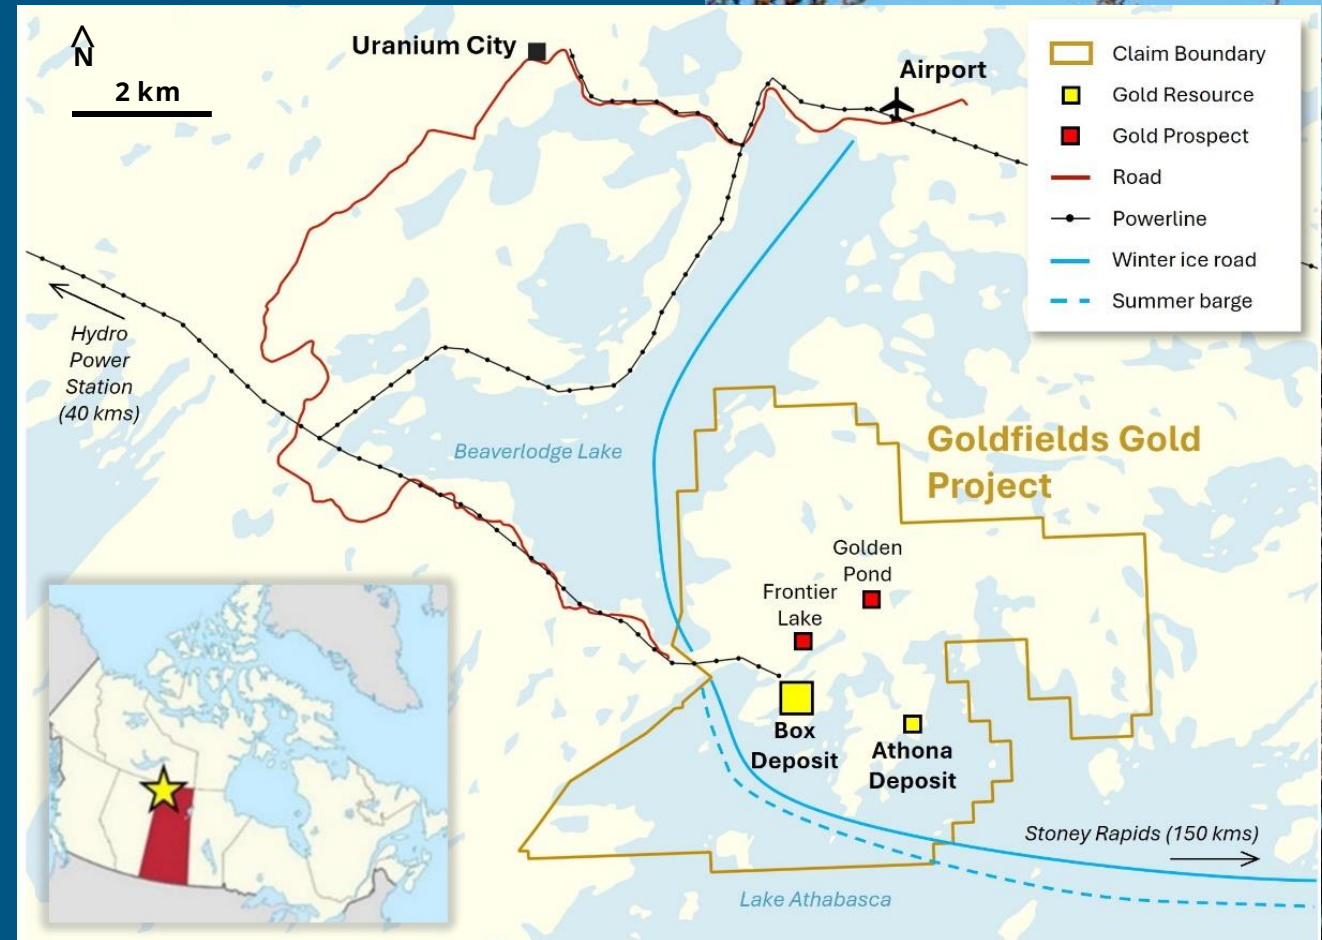 N
2 km
Uranium City
Airport
Claim Boundary
Gold Resource
Gold Prospect
Road
Powerline
Winter ice road
Summer barge
Hydro
Power
Station
(40 kms)
Beaverlodge Lake
Goldfields Gold
Project
Golden
Pond
Frontier
Lake
Box
Deposit
Athona
Deposit
Stoney Rapids (150 kms)
Lake Athabasca